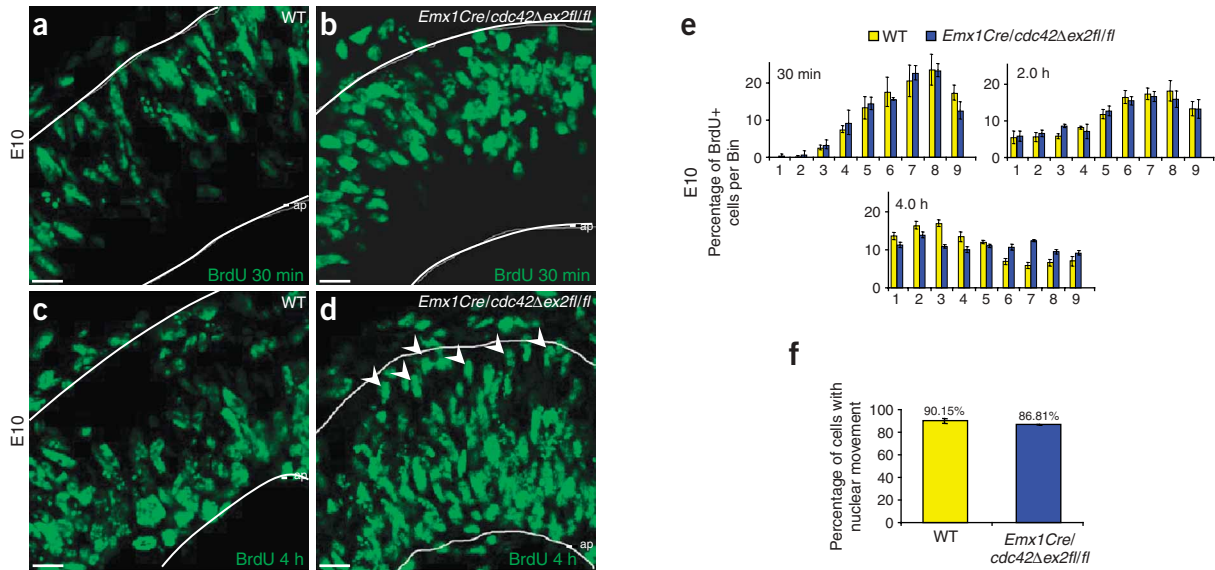 a
WT
ap
BrdU 30 min
b
Emx1Cre/cdc42Δex2fl/fl
ap
BrdU 30 min
E10
c
WT
ap
BrdU 4 h
d
Emx1Cre/cdc42Δex2fl/fl
ap
BrdU 4 h
E10
e
WT
Emx1Cre/cdc42Δex2fl/fl
E10
Percentage of BrdU+
cells per Bin
30 min
20
10
0
1 2 3 4 5 6 7 8 9
2.0 h
20
10
0
1 2 3 4 5 6 7 8 9
4.0 h
20
10
0
1 2 3 4 5 6 7 8 9
f
Percentage of cells with
nuclear movement
100
80
60
40
20
0
90.15%
86.81%
WT
Emx1Cre/
cdc42Δex2fl/fl